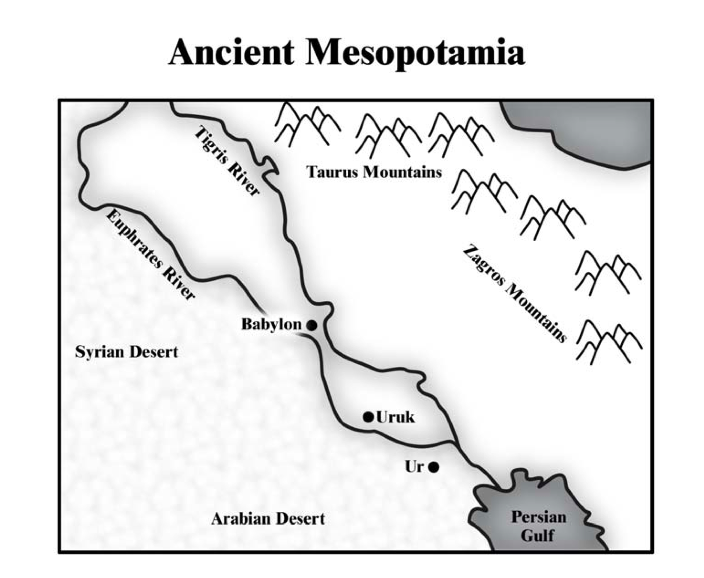 Ancient Mesopotamia
Tigris River
Taurus Mountains
Euphrates River
Zagros Mountains
Babylon
Syrian Desert
Uruk
Ur
Arabian Desert
Persian
Gulf